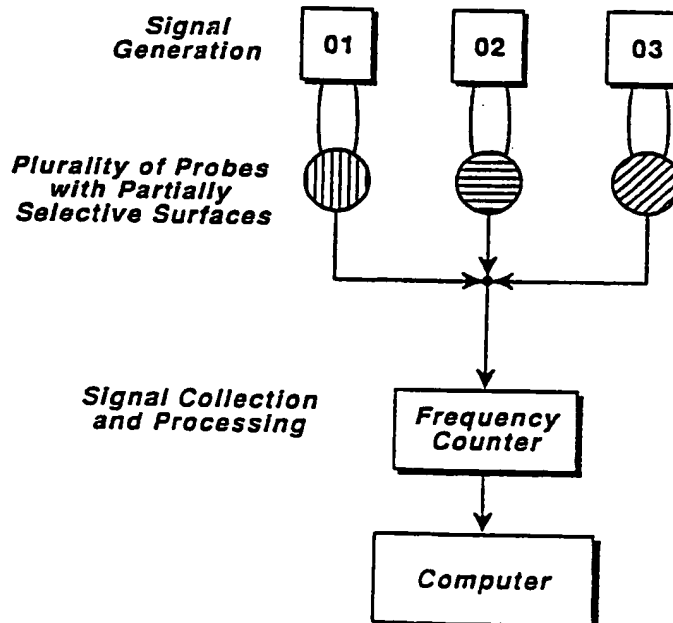 Signal
Generation
01
02
03
Plurality of Probes
with Partially
Selective Surfaces
Signal Collection
and Processing
Frequency
Counter
Computer